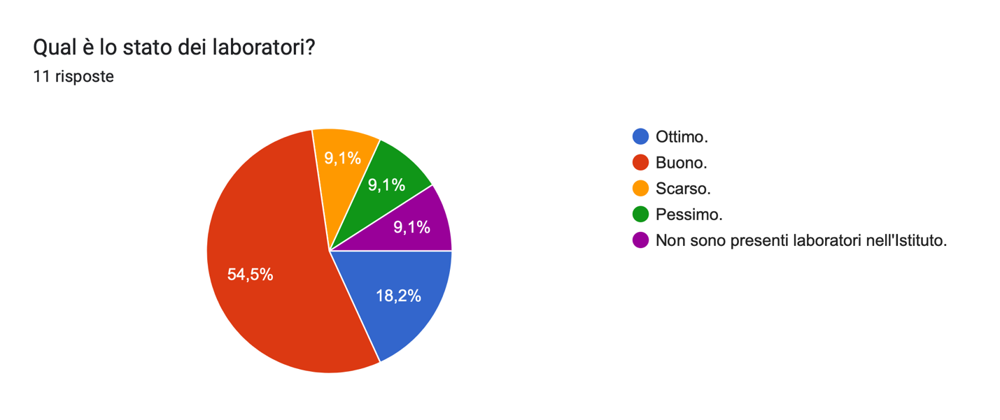 Qual è lo stato dei laboratori?
11 risposte
9,1%
9,1%
9,1%
54,5%
18,2%
Ottimo.
Buono.
Scarso.
Pessimo.
Non sono presenti laboratori nell'Istituto.